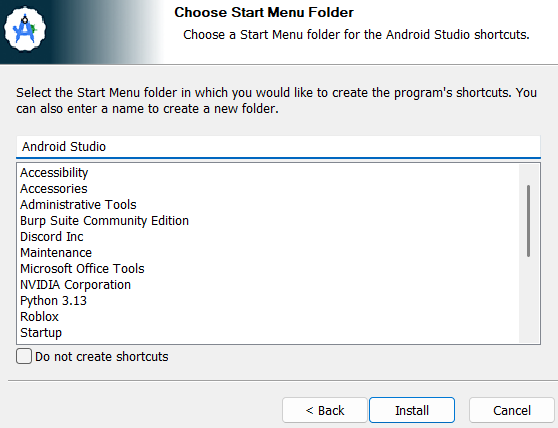 Choose Start Menu Folder
Choose a Start Menu folder for the Android Studio shortcuts.
Select the Start Menu folder in which you would like to create the program's shortcuts. You
can also enter a name to create a new folder.
Android Studio
Accessibility
Accessories
Administrative Tools
Burp Suite Community Edition
Discord Inc
Maintenance
Microsoft Office Tools
NVIDIA Corporation
Python 3.13
Roblox
Startup
Do not create shortcuts
< Back
Install
Cancel